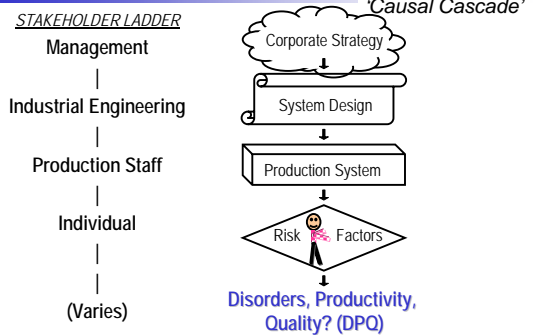 'Causal Cascade'
STAKEHOLDER LADDER
Management
Industrial Engineering
Production Staff
Individual
(Varies)
Corporate Strategy
System Design
Production System
Risk Factors
Disorders, Productivity,
Quality? (DPQ)